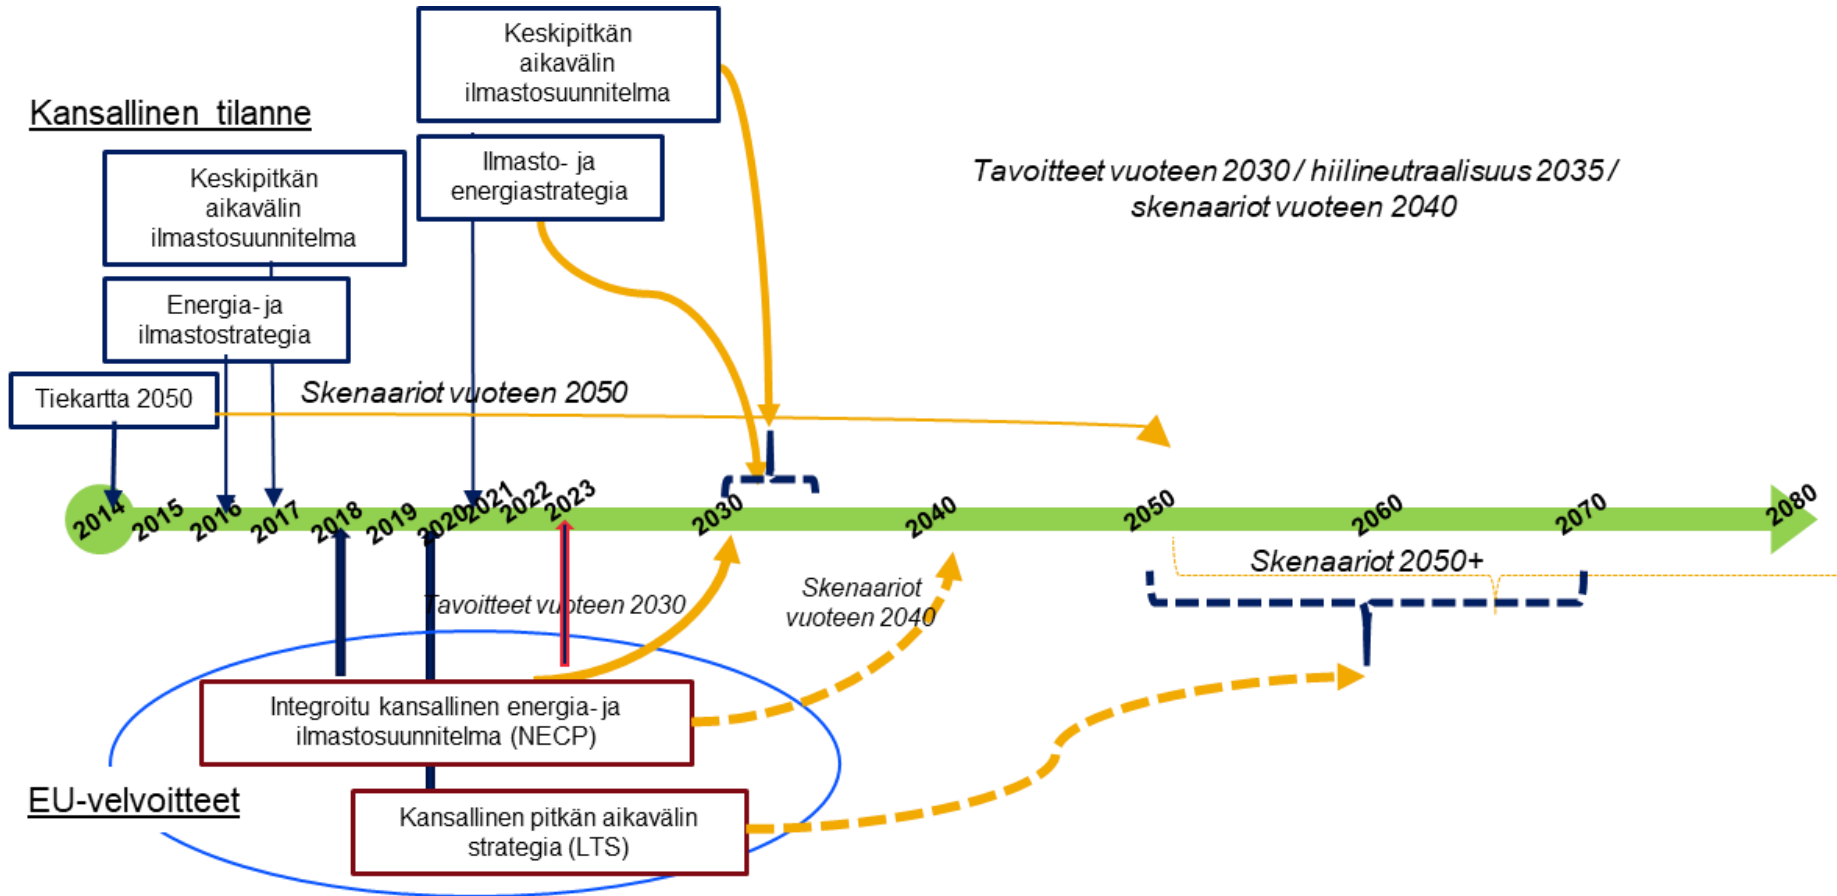 Keskipitkän
aikavälin
ilmastosuunnitelma
Kansallinen tilanne
Ilmasto- ja
energiastrategia
Keskipitkän
aikavälin
ilmastosuunnitelma
Tavoitteet vuoteen 2030 / hiilineutraalisuus 2035 /
skenaariot vuoteen 2040
Energia- ja
ilmastostrategia
Tiekartta 2050
Skenaariot vuoteen 2050
2014
2015
2016
2017
2018
2019
2020
2021
2022
2023
2030
2040
2050
2060
2070
2080
Skenaariot 2050+
Tavoitteet vuoteen 2030
Skenaariot
vuoteen 2040
Integroitu kansallinen energia- ja
ilmastosuunnitelma (NECP)
EU-velvoitteet
Kansallinen pitkän aikavälin
strategia (LTS)